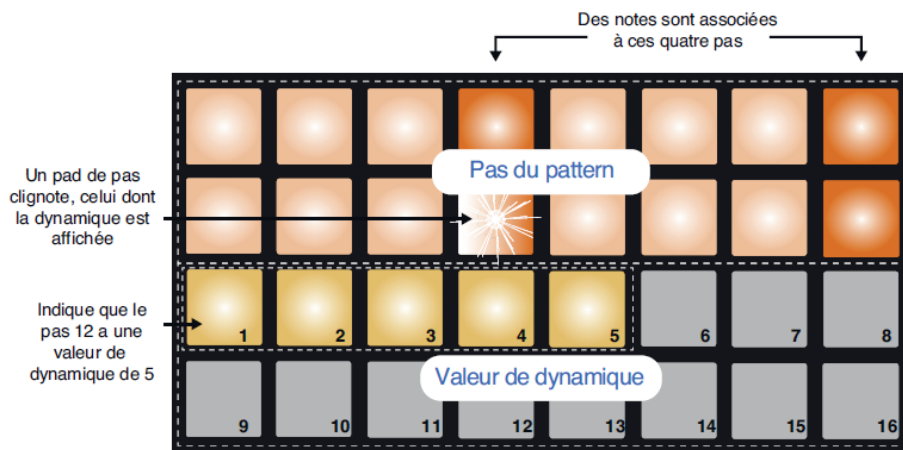 Des notes sont associées
à ces quatre pas
Un pad de pas
clignote, celui dont
la dynamique est
affichée
Pas du pattern
Indique que le
pas 12 a une
valeur de
dynamique de 5
1 2 3 4 5 6 7 8
Valeur de dynamique
9 10 11 12 13 14 15 16